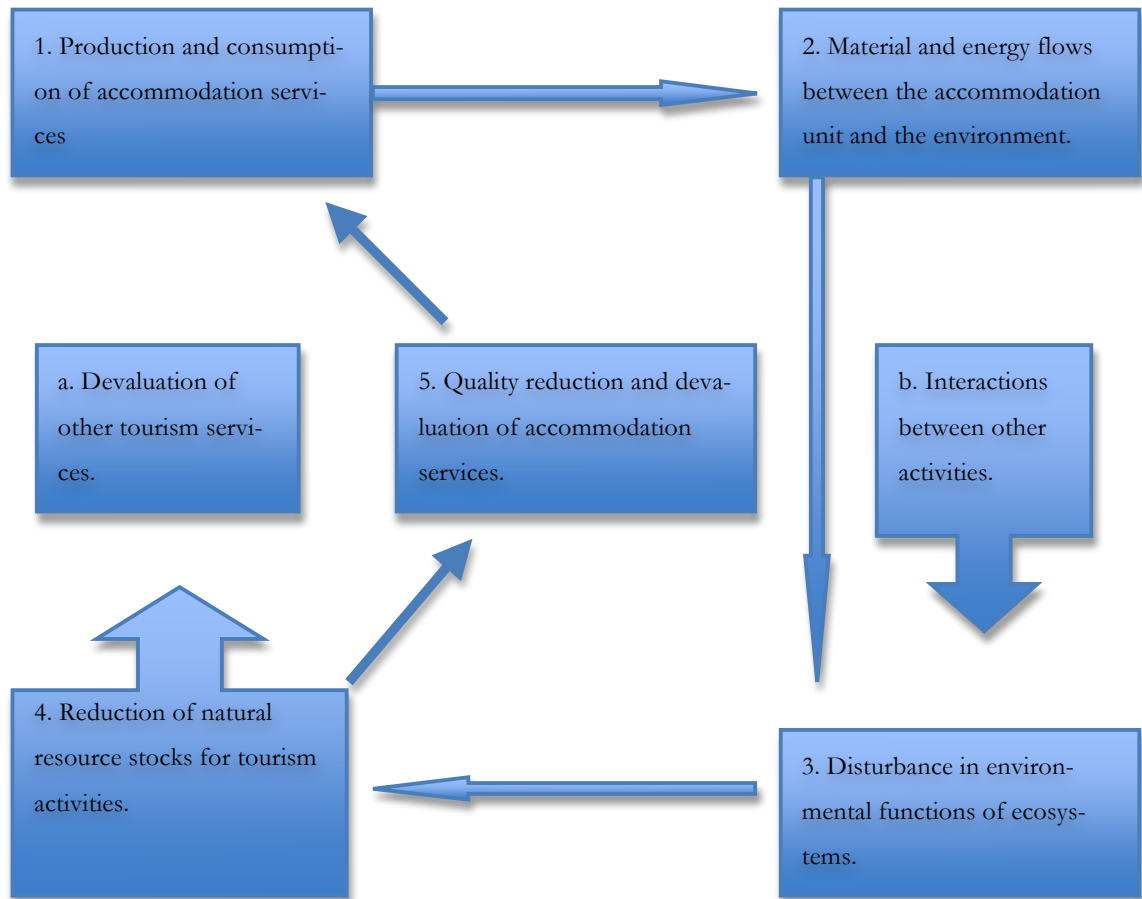 1. Production and consumpti-
on of accommodation servi-
ces
2. Material and energy flows
between the accommodation
unit and the environment.
a. Devaluation of
other tourism servi-
ces.
5. Quality reduction and deva-
luation of accommodation
services.
b. Interactions
between other
activities.
4. Reduction of natural
resource stocks for tourism
activities.
3. Disturbance in environ-
mental functions of ecosys-
tems.